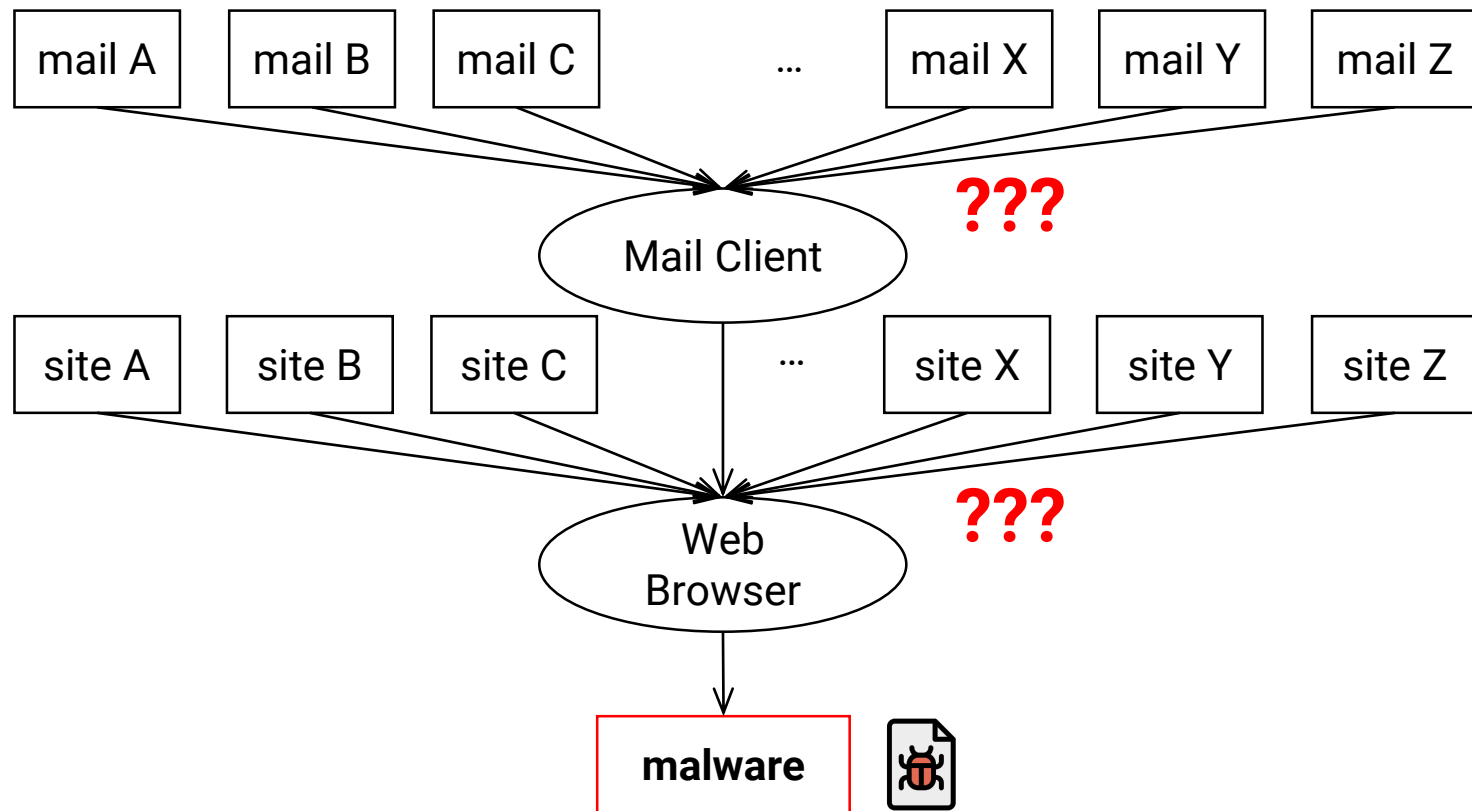 mail A
mail B
mail C
...
mail X
mail Y
mail Z
???
Mail Client
site A
site B
site C
...
site X
site Y
site Z
???
Web
Browser
malware